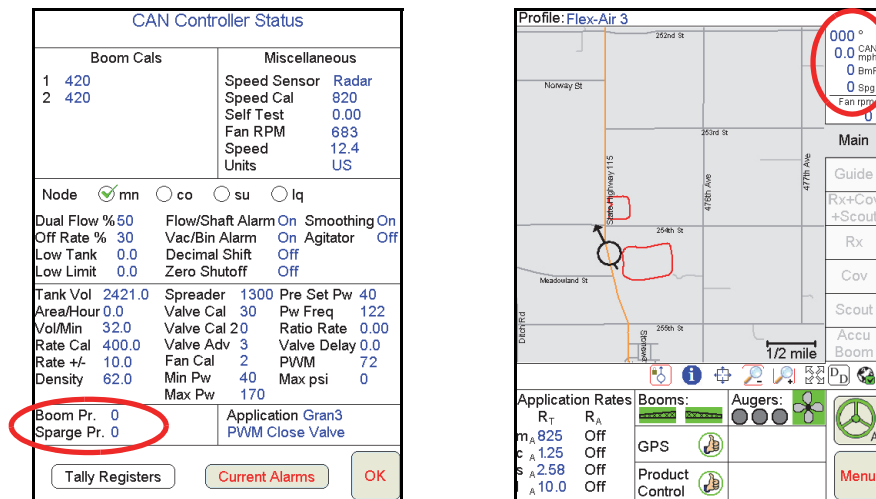 CAN Controller Status
Boom Cals
1 420
2 420
Miscellaneous
Speed Sensor Radar
Speed Cal 820
Self Test 0.00
Fan RPM 683
Speed 12.4
Units US
Node mn co su lq
Dual Flow % 50 Flow/Shaft Alarm On Smoothing On
Off Rate % 30 Vac/Bin Alarm On Agitator Off
Low Tank 0.0 Decimal Shift Off
Low Limit 0.0 Zero Shutoff Off
Tank Vol 2421.0 Spreader 1300 Pre Set Pw 40
Area/Hour 0.0 Valve Cal 30 Pw Freq 122
Vol/Min 32.0 Valve Cal 2 0 Ratio Rate 0.00
Rate Cal 400.0 Valve Adv 3 Valve Delay 0.0
Rate +/- 10.0 Fan Cal 2 PWM 72
Density 62.0 Min Pw 40 Max psi 0
Max Pw 170
Boom Pr. 0
Sparge Pr. 0
Application Gran3
PWM Close Valve
Tally Registers
Current Alarms
OK
Profile: Flex-Air 3
000 °
0.0 CAN mph
0 BmP
0 Spg
Fan rpm
0
Main
Guide
Rx+Cov
+Scout
Rx
Cov
Scout
Accu
Boom
252nd St
Norway St
253rd St
State Highway 115
476th Ave
477th Ave
254th St
Meadowland St
Ditch Rd
255th St
1/2 mile
D D
Application Rates
R T R A
m A 825 Off
c A 1.25 Off
s A 2.58 Off
l A 10.0 Off
Booms:
Augers:
GPS
Product
Control
A
Menu